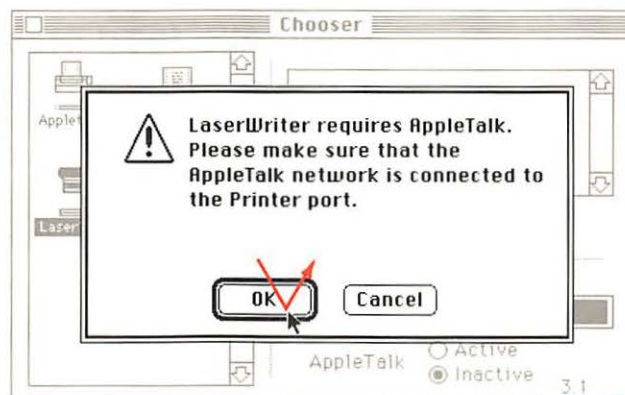 Chooser
Applet
LaserWriter requires AppleTalk.
Please make sure that the
AppleTalk network is connected to
the Printer port.
Laser
OK
Cancel
AppleTalk
Active
Inactive
3.1